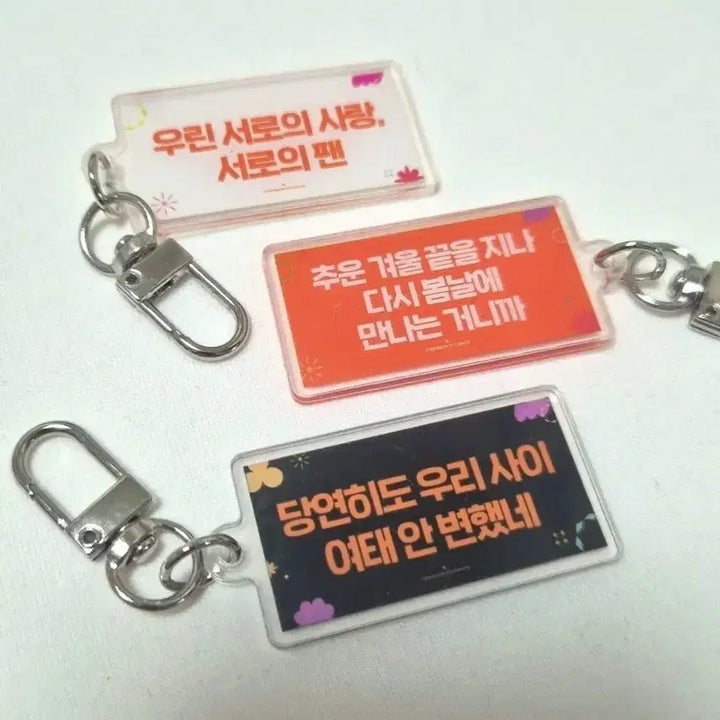 우린 서로의 사랑,
서로의 팬
추운 겨울 끝을 지나
다시 봄날에
만나는 거니까
당연히도 우리 사이
여태 안 변했네